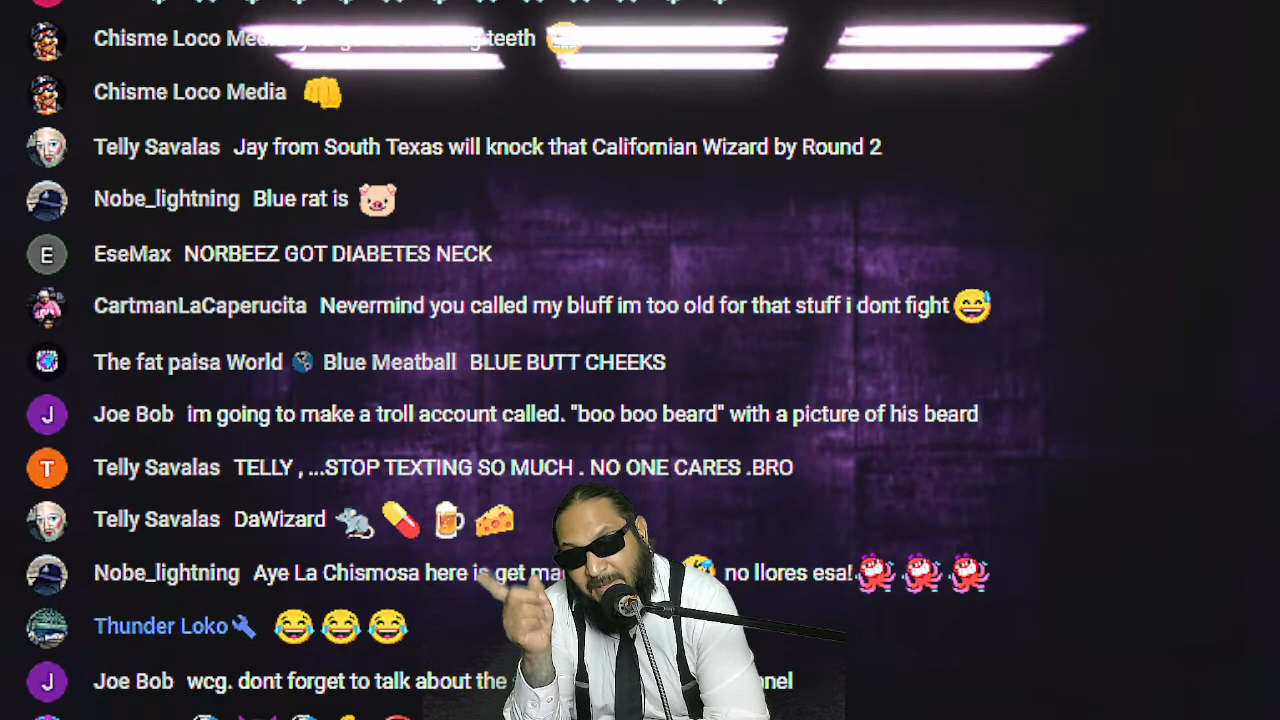 Chisme Loco teeth
Chisme Loco Media
Telly Savalas Jay from South Texas will knock that Californian Wizard by Round 2
Nobe_lightning Blue rat is
E EseMax NORBEEZ GOT DIABETES NECK
CartmanLaCaperucita Nevermind you called my bluff im too old for that stuff i dont fight
The fat paisa World Blue Meatball BLUE BUTT CHEEKS
J Joe Bob im going to make a troll account called. "boo boo beard" with a picture of his beard
T Telly Savalas TELLY , ...STOP TEXTING SO MUCH . NO ONE CARES .BRO
Telly Savalas DaWizard
Nobe_lightning Aye La Chismosa here is get no llores esa!
Thunder Loko
J Joe Bob wcg. dont forget to talk about the